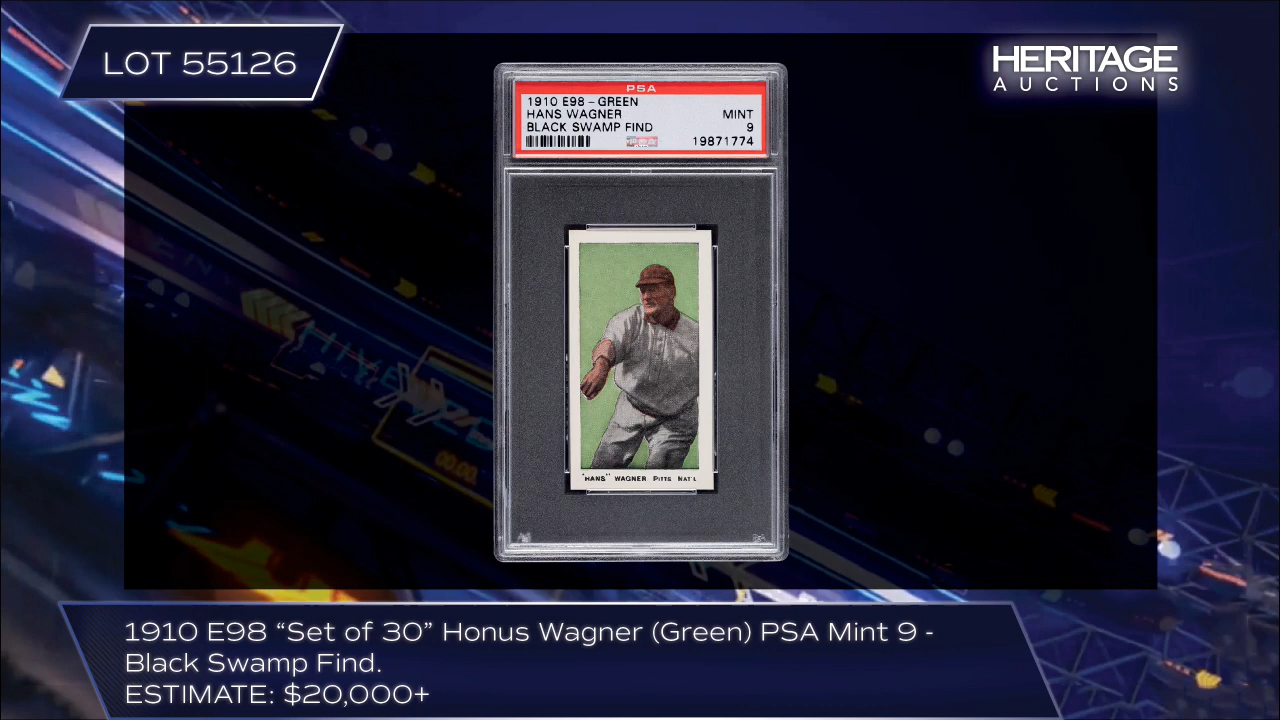 LOT 55126
HERITAGE
AUCTIONS
PSA
1910 E98 – GREEN
HANS WAGNER MINT
BLACK SWAMP FIND 9
19871774
"HANS" WAGNER PITTS NAT'L
1910 E98 “Set of 30” Honus Wagner (Green) PSA Mint 9 -
Black Swamp Find.
ESTIMATE: $20,000+